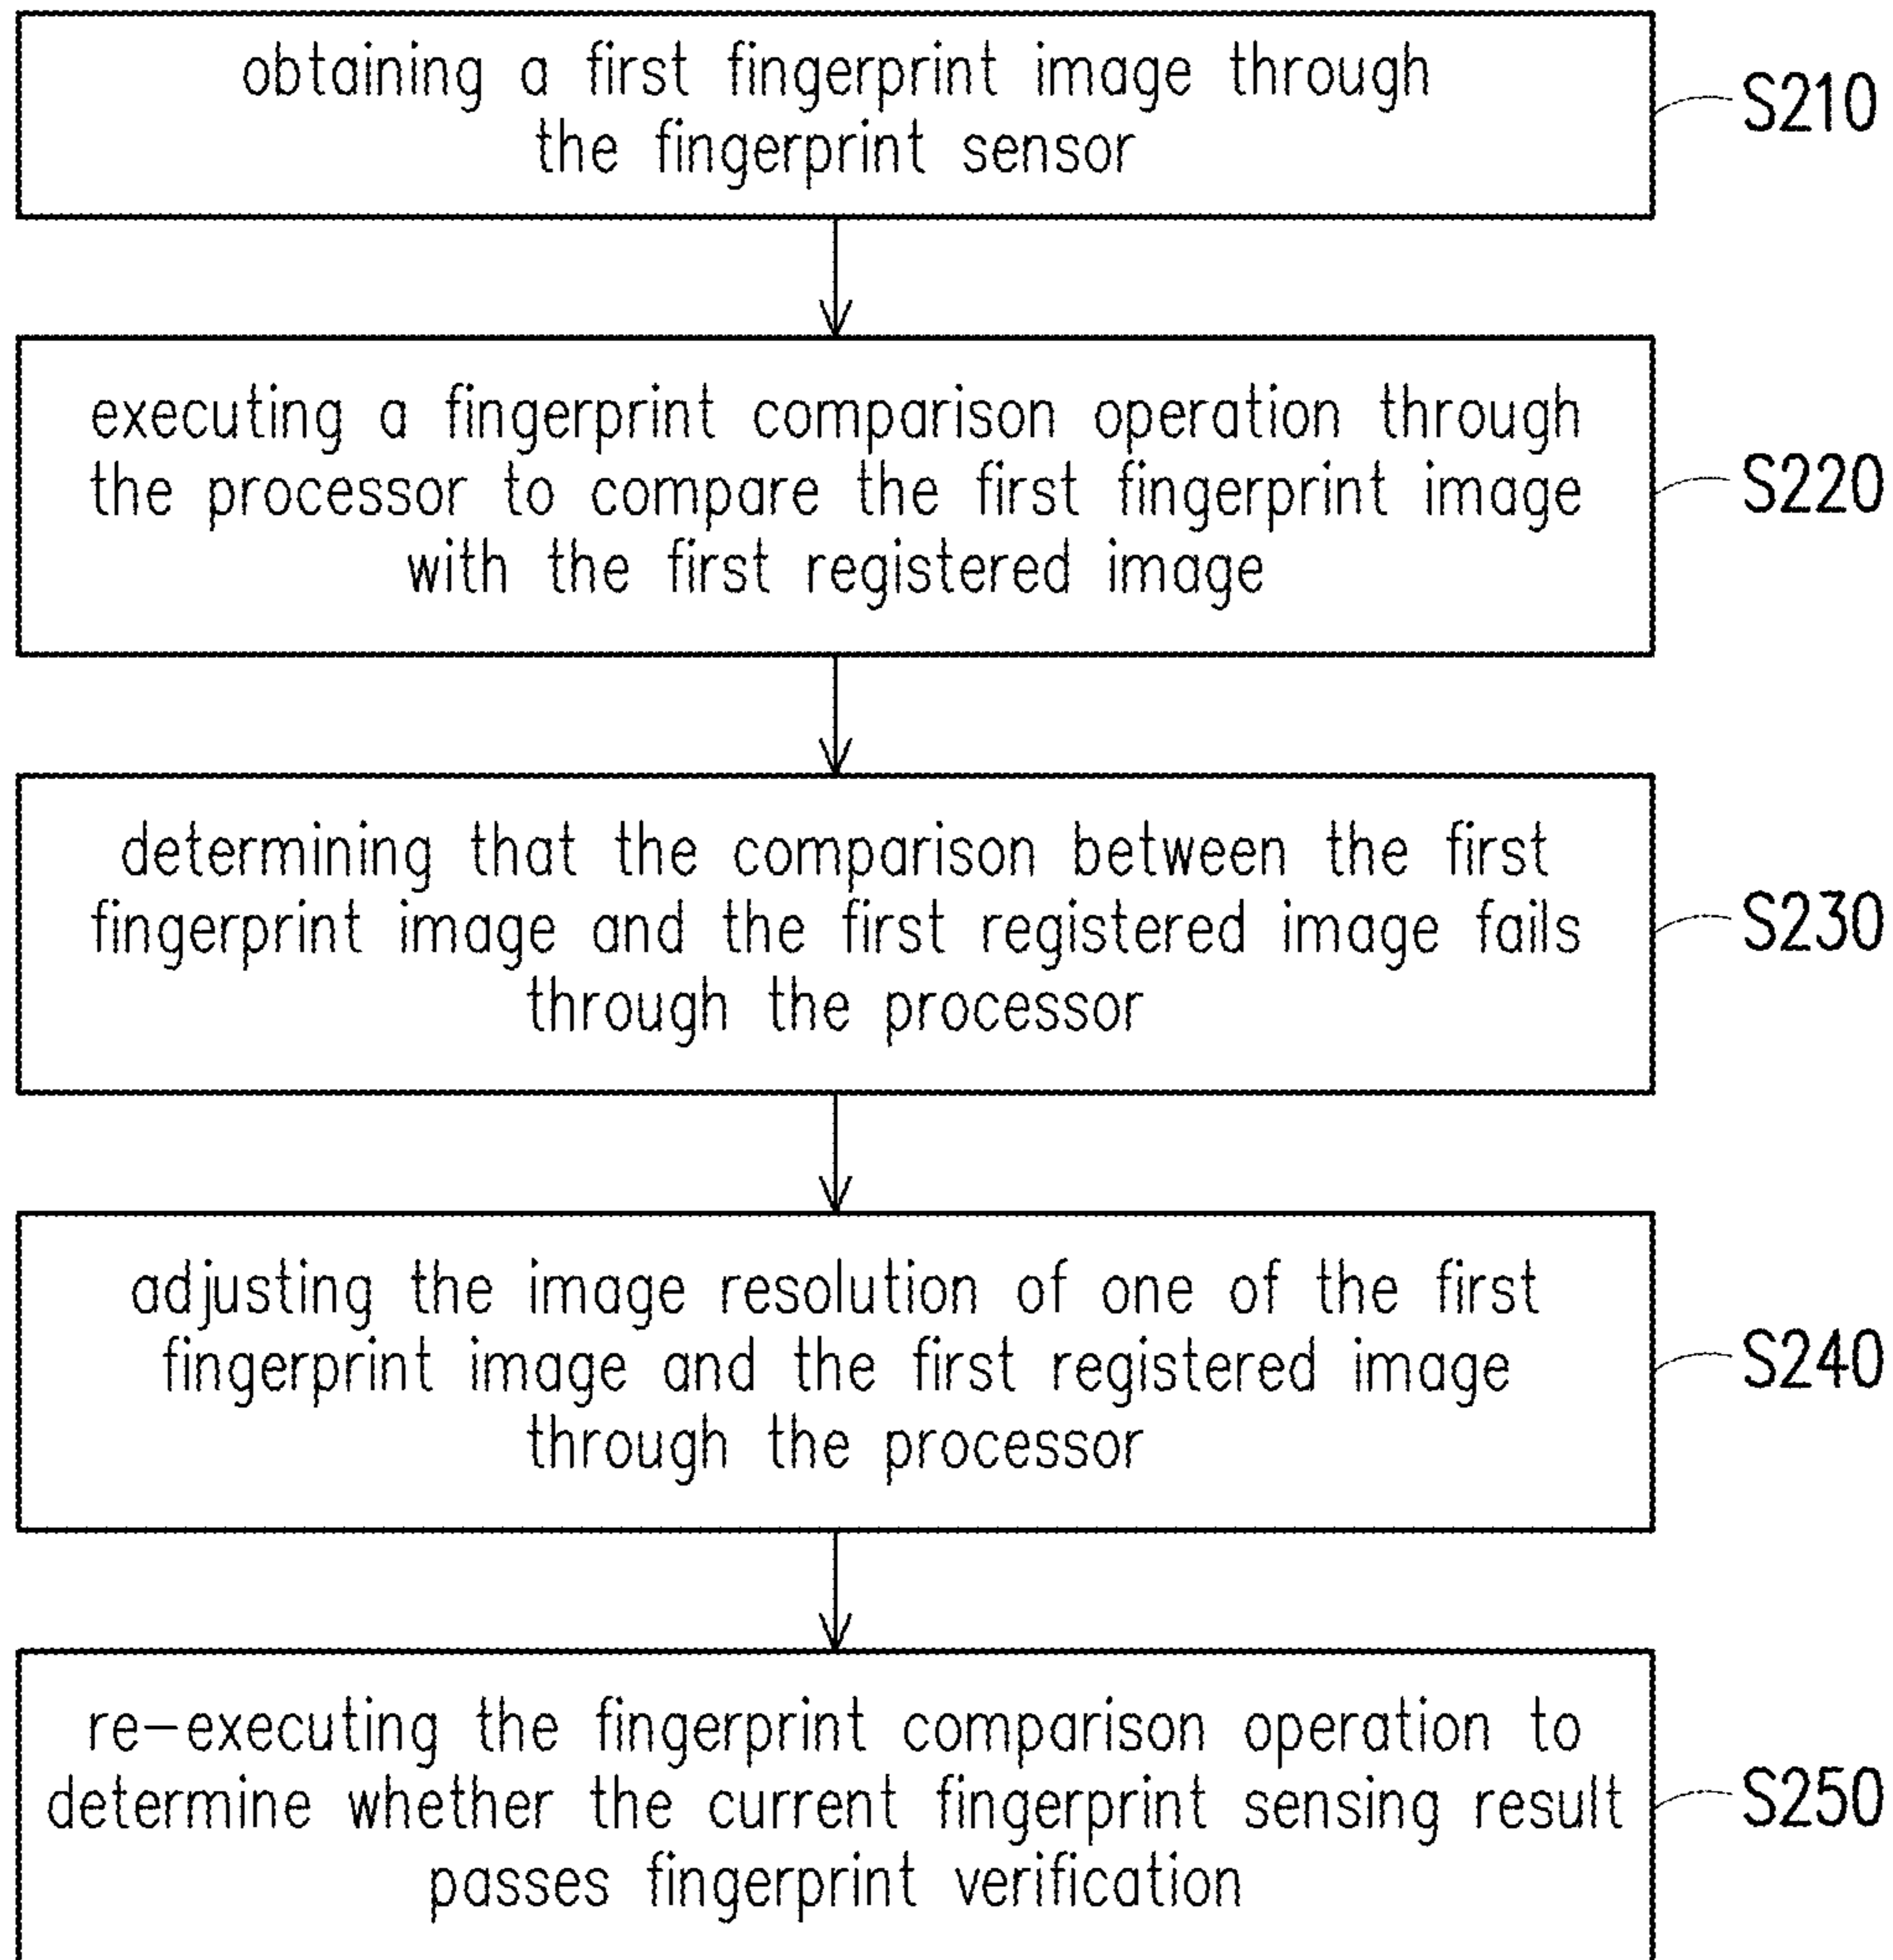 obtaining a first fingerprint image through
the fingerprint sensor
S210
executing a fingerprint comparison operation through
the processor to compare the first fingerprint image
with the first registered image
S220
determining that the comparison between the first
fingerprint image and the first registered image fails
through the processor
S230
adjusting the image resolution of one of the first
fingerprint image and the first registered image
through the processor
S240
re-executing the fingerprint comparison operation to
determine whether the current fingerprint sensing result
passes fingerprint verification
S250